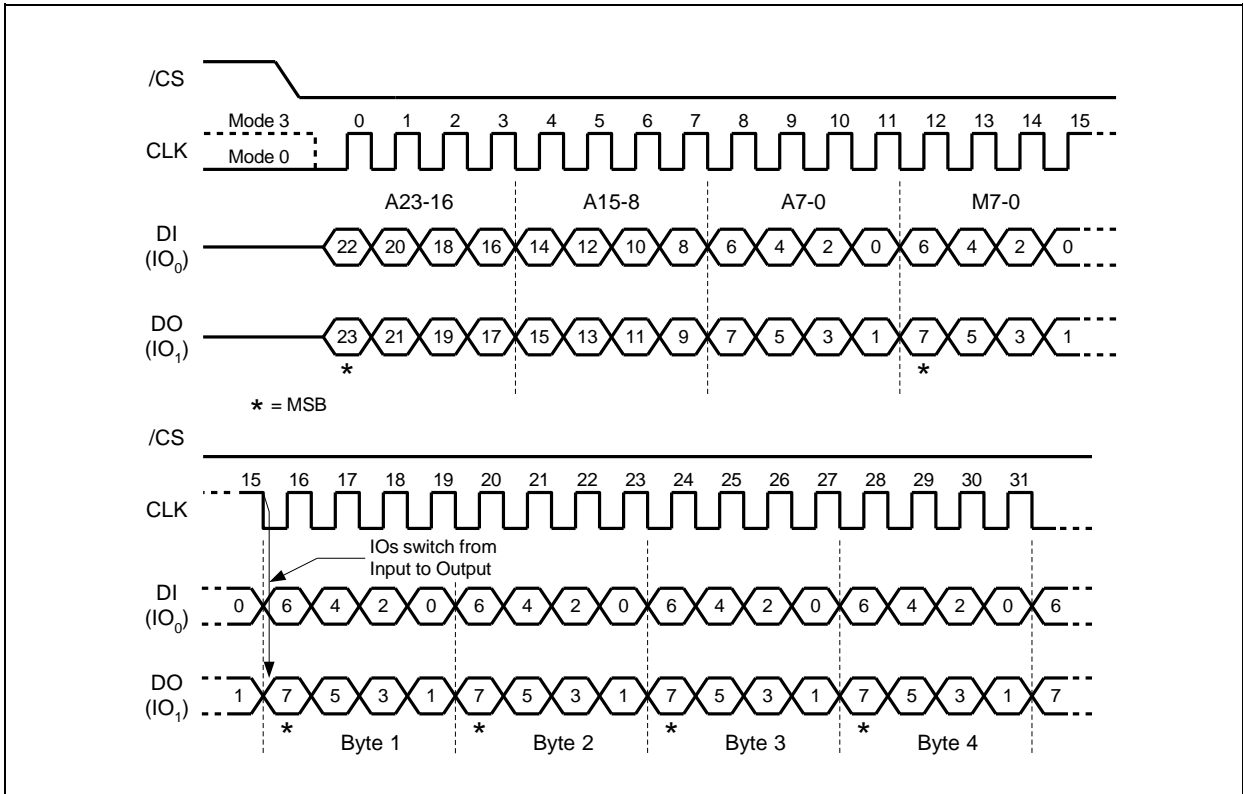 /CS
Mode 3
0 1 2 3 4 5 6 7 8 9 10 11 12 13 14 15
CLK
Mode 0
A23-16 A15-8 A7-0 M7-0
DI
(IO0)
22 20 18 16 14 12 10 8 6 4 2 0 6 4 2 0
DO
(IO1)
23 21 19 17 15 13 11 9 7 5 3 1 7 5 3 1
* *
* = MSB
/CS
15 16 17 18 19 20 21 22 23 24 25 26 27 28 29 30 31
CLK
IOs switch from
Input to Output
DI
(IO0)
0 6 4 2 0 6 4 2 0 6 4 2 0 6 4 2 0 6
DO
(IO1)
1 7 5 3 1 7 5 3 1 7 5 3 1 7 5 3 1 7
* * * *
Byte 1 Byte 2 Byte 3 Byte 4